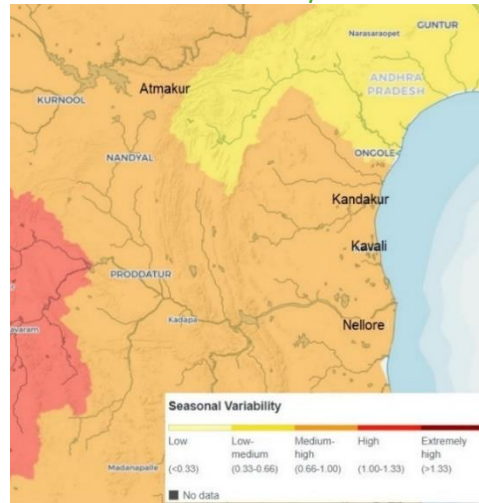 GUNTUR
Narasaraopet
Atmakur
ANDHRA
PRADESH
KURNOOL
NANDYAL
ONGOLE
Kandakur
Kavali
PRODDATUR
Kadapa
Nellore
avaram
Madanapalle
Seasonal Variability
Low Low- Medium- High Extremely
medium high high
(<0.33) (0.33-0.66) (0.66-1.00) (1.00-1.33) (>1.33)
No data